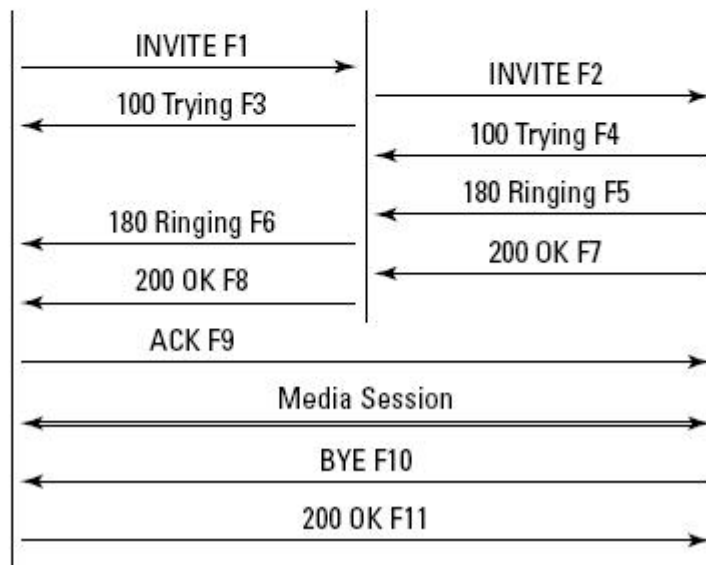 INVITE F1
INVITE F2
100 Trying F3
100 Trying F4
180 Ringing F5
180 Ringing F6
200 OK F7
200 OK F8
ACK F9
Media Session
BYE F10
200 OK F11